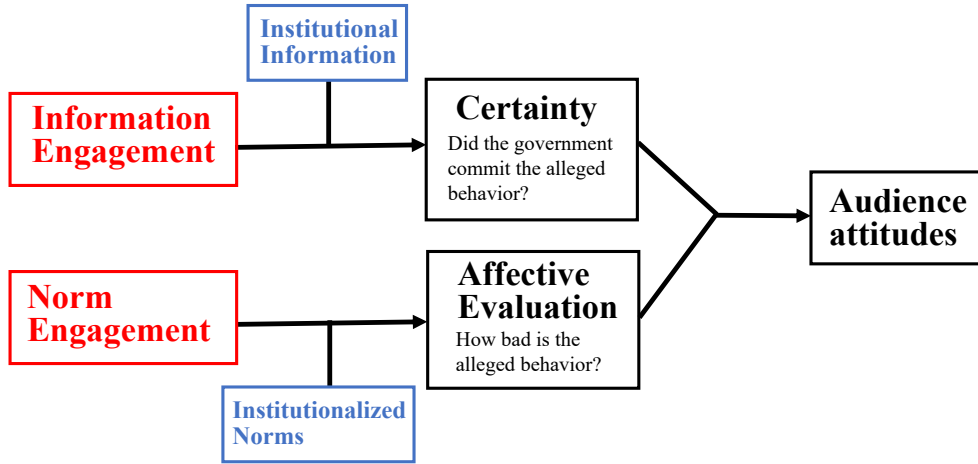 Institutional
Information
Information
Engagement
Certainty
Did the government
commit the alleged
behavior?
Audience
attitudes
Norm
Engagement
Affective
Evaluation
How bad is the
alleged behavior?
Institutionalized
Norms